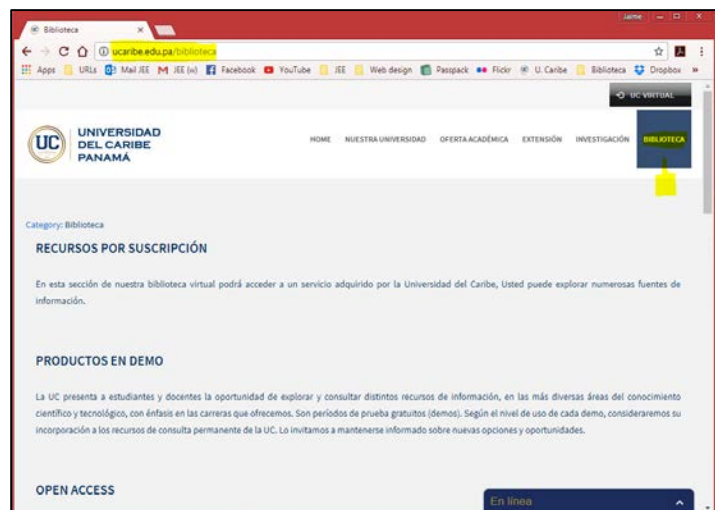 Jaime
Biblioteca
ucaribe.edu.pa/biblioteca
Apps URLs Mail JEE JEE (w) Facebook YouTube JEE Web design Passpack Flickr U. Caribe Biblioteca Dropbox »
UC VIRTUAL
UC
UNIVERSIDAD
DEL CARIBE
PANAMÁ
HOME NUESTRA UNIVERSIDAD OFERTA ACADÉMICA EXTENSIÓN INVESTIGACIÓN BIBLIOTECA
Category: Biblioteca
RECURSOS POR SUSCRIPCIÓN
En esta sección de nuestra biblioteca virtual podrá acceder a un servicio adquirido por la Universidad del Caribe, Usted puede explorar numerosas fuentes de
información.
PRODUCTOS EN DEMO
La UC presenta a estudiantes y docentes la oportunidad de explorar y consultar distintos recursos de información, en las más diversas áreas del conocimiento
científico y tecnológico, con énfasis en las carreras que ofrecemos. Son períodos de prueba gratuitos (demos). Según el nivel de uso de cada demo, consideraremos su
incorporación a los recursos de consulta permanente de la UC. Lo invitamos a mantenerse informado sobre nuevas opciones y oportunidades.
OPEN ACCESS
En línea